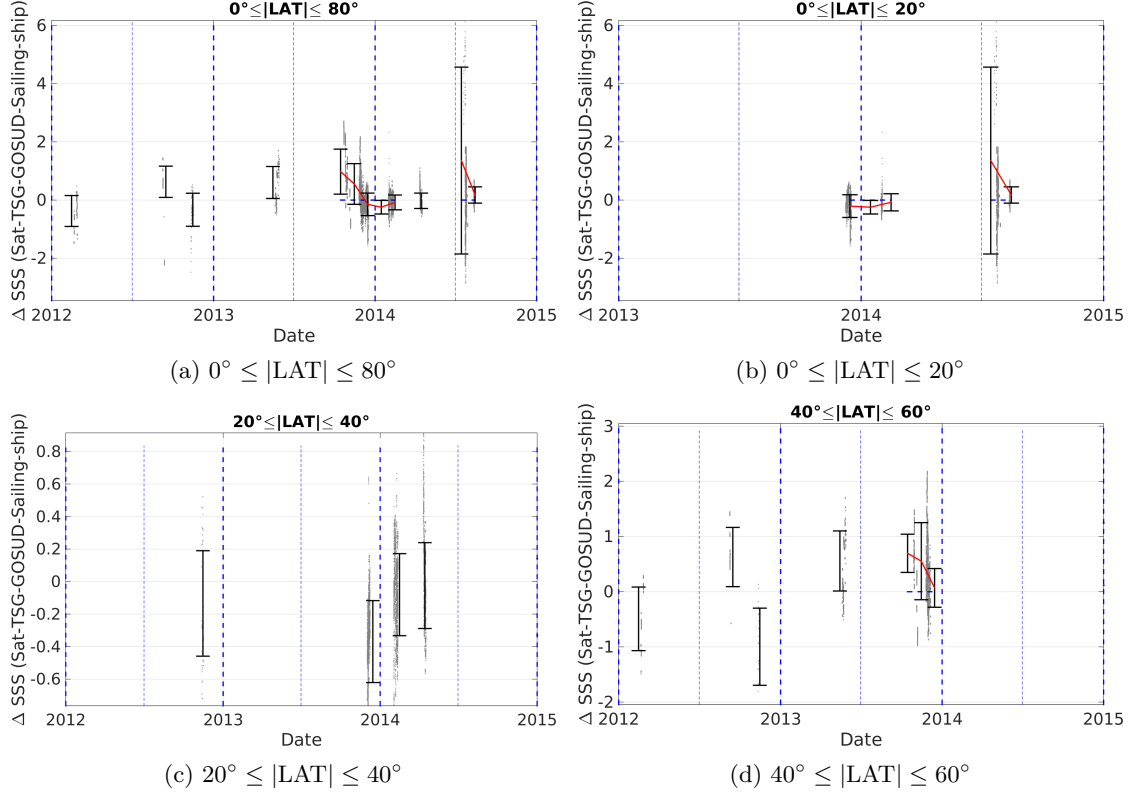 0°≤|LAT|≤ 80°
Δ SSS (Sat-TSG-GOSUD-Sailing-ship)
6
4
2
0
-2
2012
2013
2014
2015
Date
(a) 0° ≤ |LAT| ≤ 80°
0°≤|LAT|≤ 20°
Δ SSS (Sat-TSG-GOSUD-Sailing-ship)
6
4
2
0
-2
2013
2014
2015
Date
(b) 0° ≤ |LAT| ≤ 20°
20°≤|LAT|≤ 40°
Δ SSS (Sat-TSG-GOSUD-Sailing-ship)
0.8
0.6
0.4
0.2
0
-0.2
-0.4
-0.6
2012
2013
2014
2015
Date
(c) 20° ≤ |LAT| ≤ 40°
40°≤|LAT|≤ 60°
Δ SSS (Sat-TSG-GOSUD-Sailing-ship)
3
2
1
0
-1
-2
2012
2013
2014
2015
Date
(d) 40° ≤ |LAT| ≤ 60°